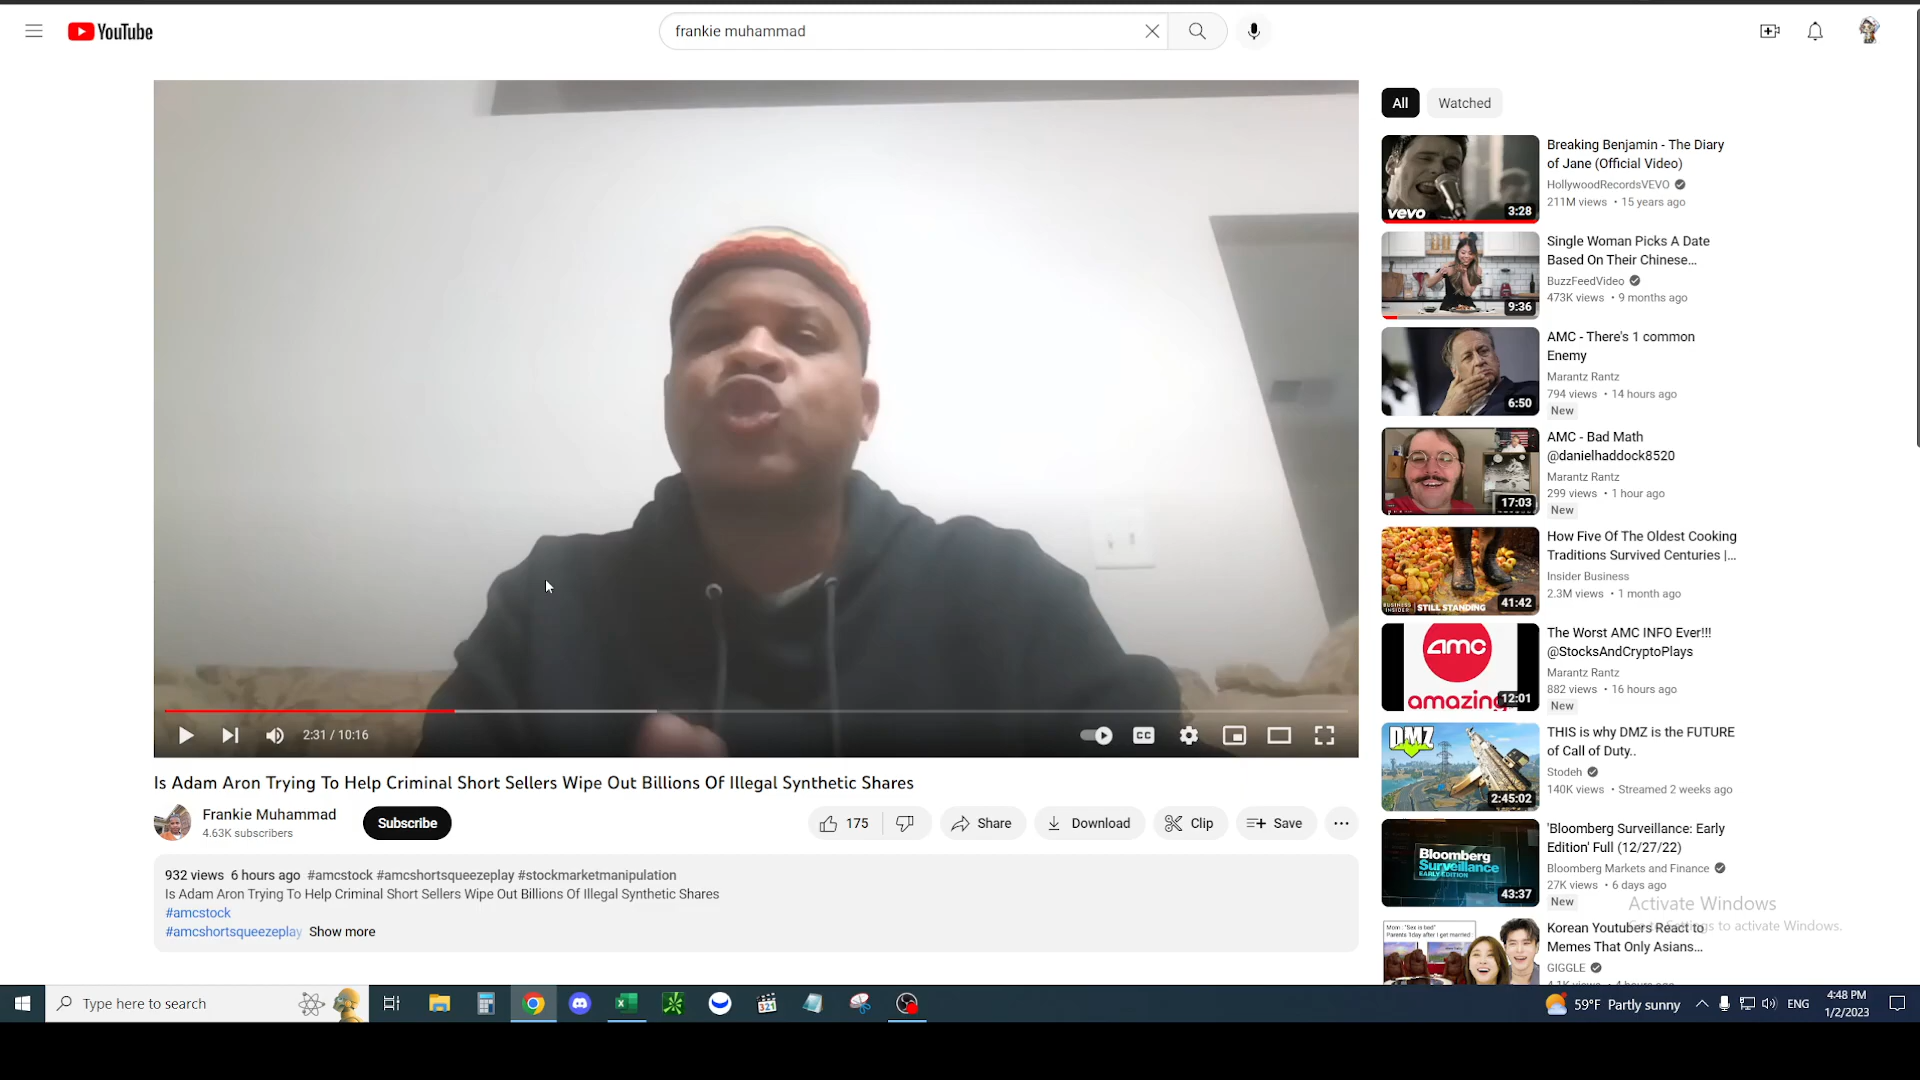 YouTube
frankie muhammad
All
Watched
Breaking Benjamin - The Diary
of Jane (Official Video)
HollywoodRecordsVEVO
211M views • 15 years ago
vevo
3:28
Single Woman Picks A Date
Based On Their Chinese...
BuzzFeedVideo
473K views • 9 months ago
9:36
AMC - There's 1 common
Enemy
Marantz Rantz
794 views • 14 hours ago
New
6:50
AMC - Bad Math
@danielhaddock8520
Marantz Rantz
299 views • 1 hour ago
New
17:03
How Five Of The Oldest Cooking
Traditions Survived Centuries |...
Insider Business
2.3M views • 1 month ago
STILL STANDING
41:42
The Worst AMC INFO Ever!!!
@StocksAndCryptoPlays
Marantz Rantz
882 views • 16 hours ago
New
amc
amazing
12:01
THIS is why DMZ is the FUTURE
of Call of Duty..
Stodeh
140K views • Streamed 2 weeks ago
DMZ
2:45:02
'Bloomberg Surveillance: Early
Edition' Full (12/27/22)
Bloomberg Markets and Finance
27K views • 6 days ago
New
Bloomberg
Surveillance
EARLY EDITION
43:37
Activate Windows
Go to Settings to activate Windows.
Korean Youtubers React to
Memes That Only Asians...
GIGGLE
2:31 / 10:16
CC
Is Adam Aron Trying To Help Criminal Short Sellers Wipe Out Billions Of Illegal Synthetic Shares
Frankie Muhammad
4.63K subscribers
Subscribe
175
Share
Download
Clip
Save
932 views 6 hours ago #amcstock #amcshortsqueezeplay #stockmarketmanipulation
Is Adam Aron Trying To Help Criminal Short Sellers Wipe Out Billions Of Illegal Synthetic Shares
#amcstock
#amcshortsqueezeplay Show more
Type here to search
321
59°F Partly sunny
ENG
4:48 PM
1/2/2023